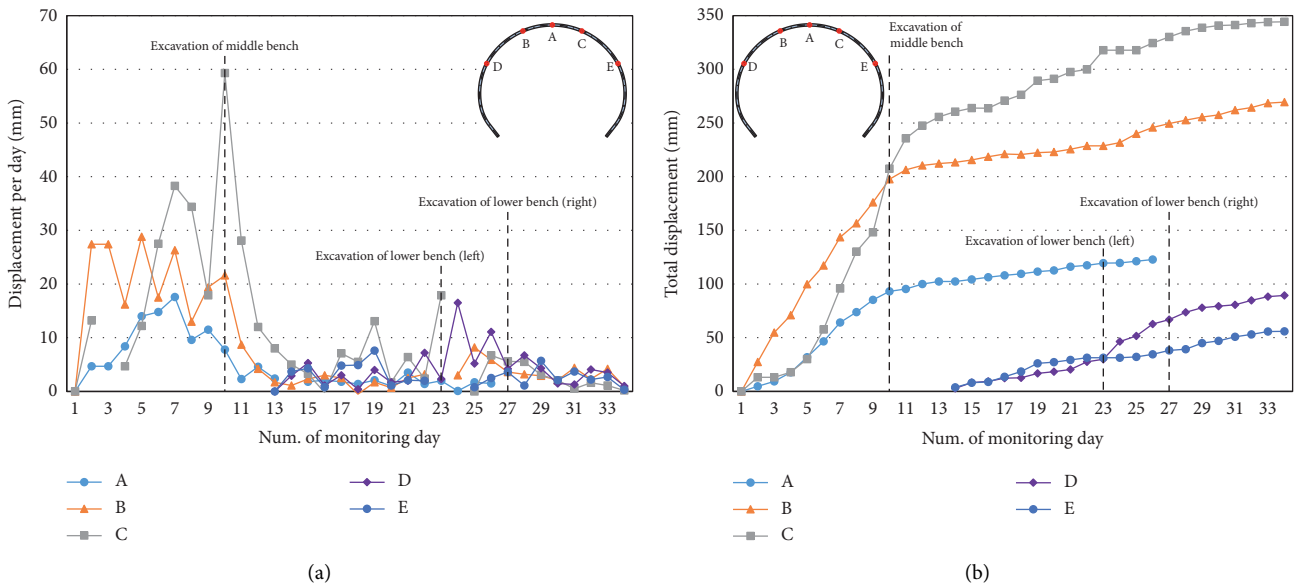 70
60
50
40
30
20
10
0
Displacement per day (mm)
Excavation of middle bench
A
B
C
D
E
Excavation of lower bench (right)
Excavation of lower bench (left)
1 3 5 7 9 11 13 15 17 19 21 23 25 27 29 31 33
Num. of monitoring day
A
B
C
D
E
(a)
350
300
250
200
150
100
50
0
Total displacement (mm)
Excavation of
middle bench
A
B
C
D
E
Excavation of lower bench (right)
Excavation of lower bench (left)
1 3 5 7 9 11 13 15 17 19 21 23 25 27 29 31 33
Num. of monitoring day
A
B
C
D
E
(b)